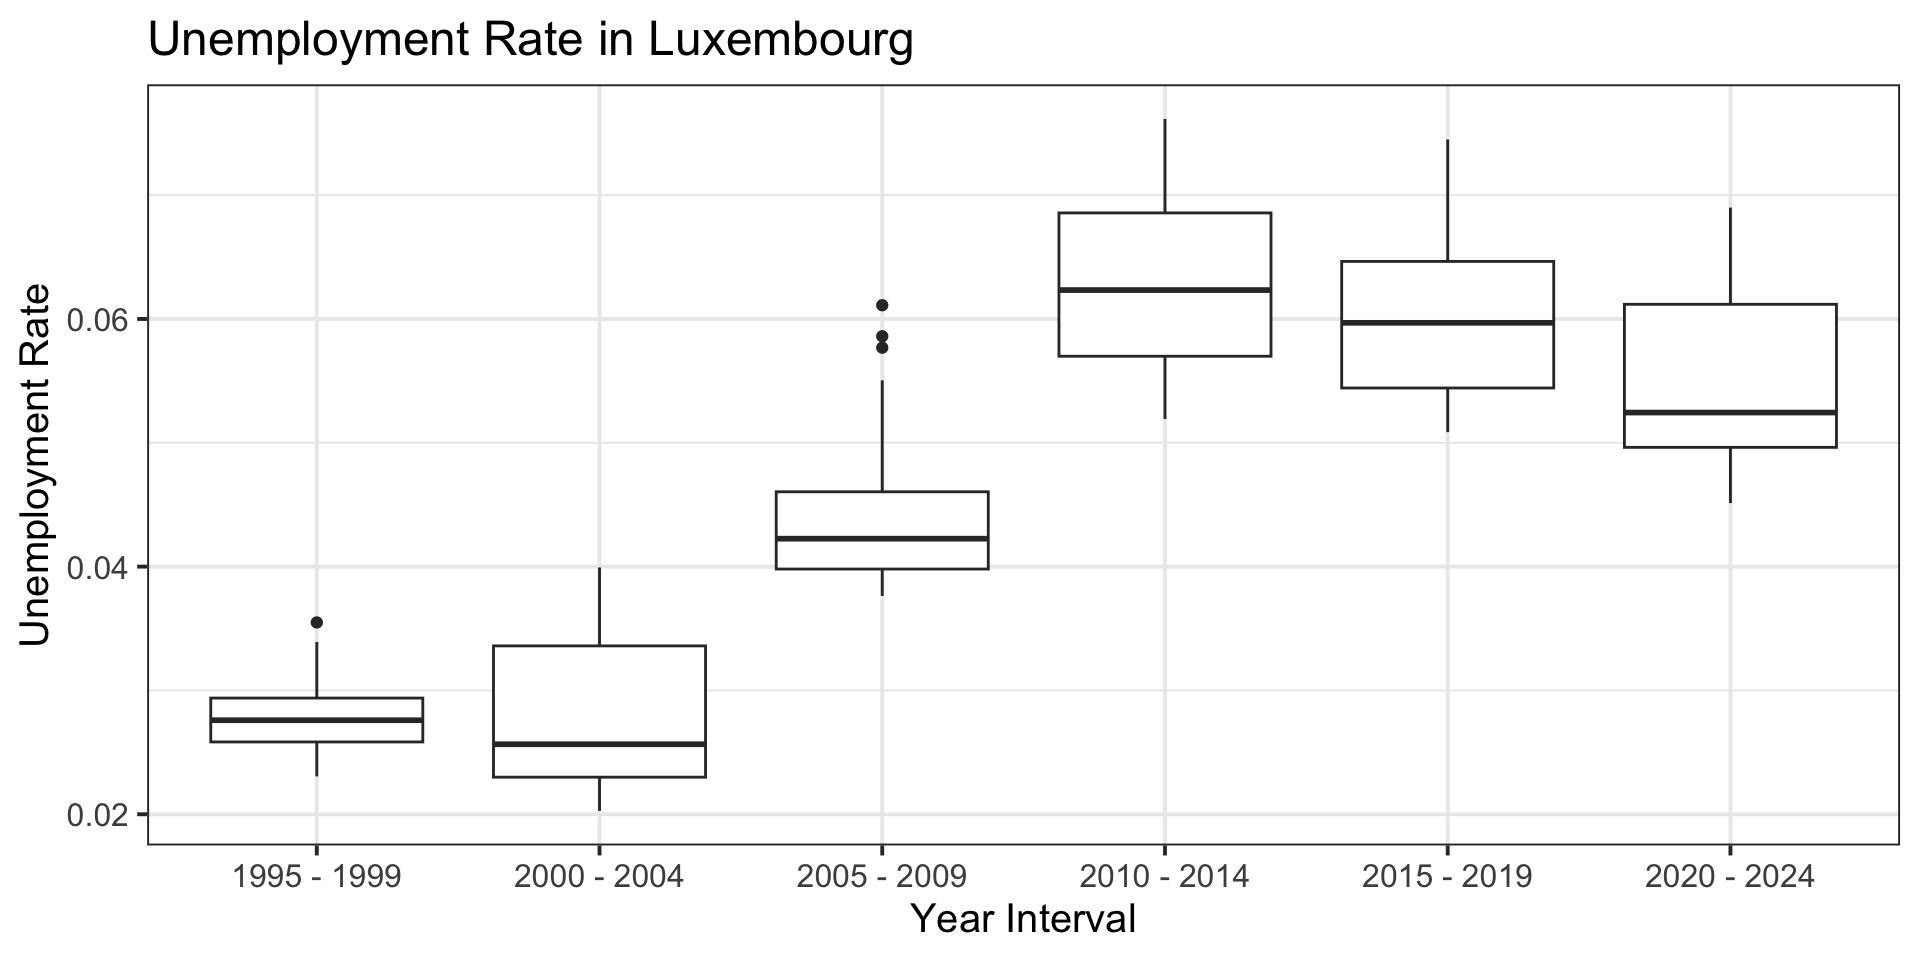 Unemployment Rate in Luxembourg
Unemployment Rate
0.06
0.04
0.02
1995 - 1999
2000 - 2004
2005 - 2009
2010 - 2014
2015 - 2019
2020 - 2024
Year Interval